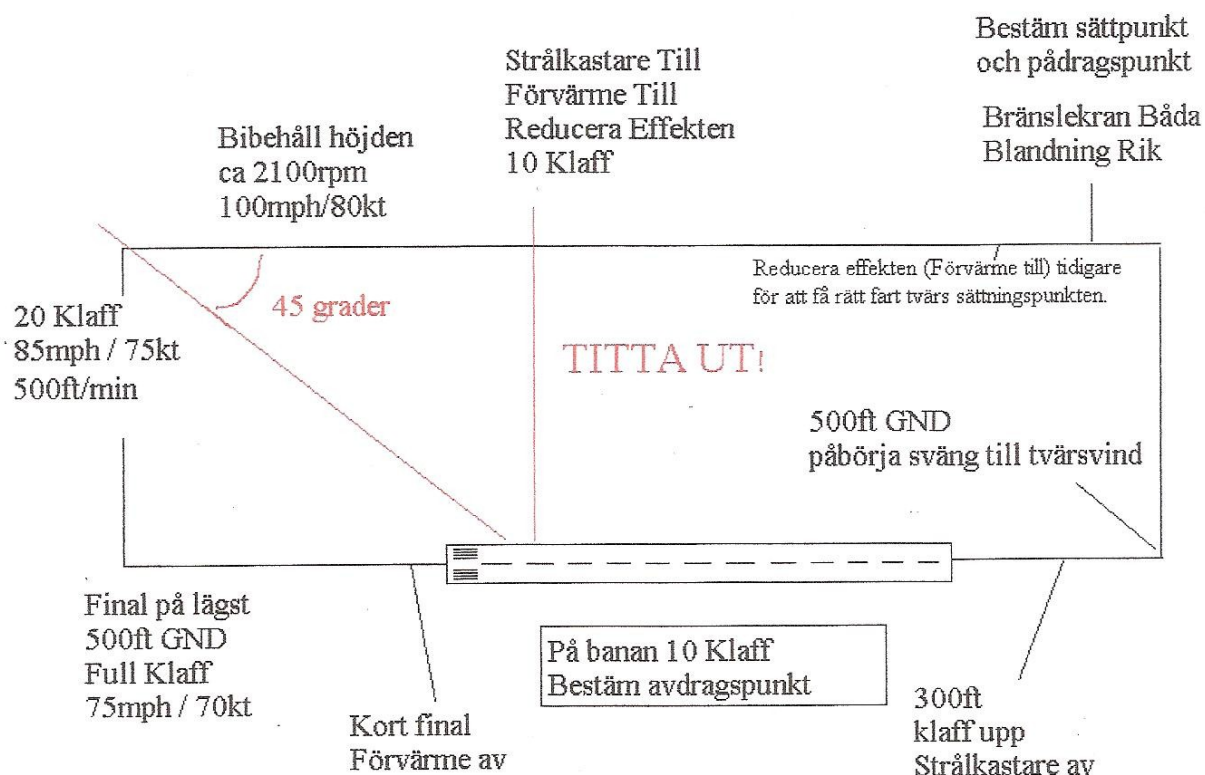 Bestäm sättpunkt
och pådragspunkt
Strålkastare Till
Förvärme Till
Reducera Effekten
10 Klaff
Bränslekran Båda
Blandning Rik
Bibehåll höjden
ca 2100rpm
100mph/80kt
Reducera effekten (Förvärme till) tidigare
för att få rätt fart tvärs sättningspunkten.
45 grader
20 Klaff
85mph / 75kt
500ft/min
TITTA UT!
500ft GND
påbörja sväng till tvärsvind
Final på lägst
500ft GND
Full Klaff
75mph / 70kt
På banan 10 Klaff
Bestäm avdragspunkt
Kort final
Förvärme av
300ft
klaff upp
Strålkastare av